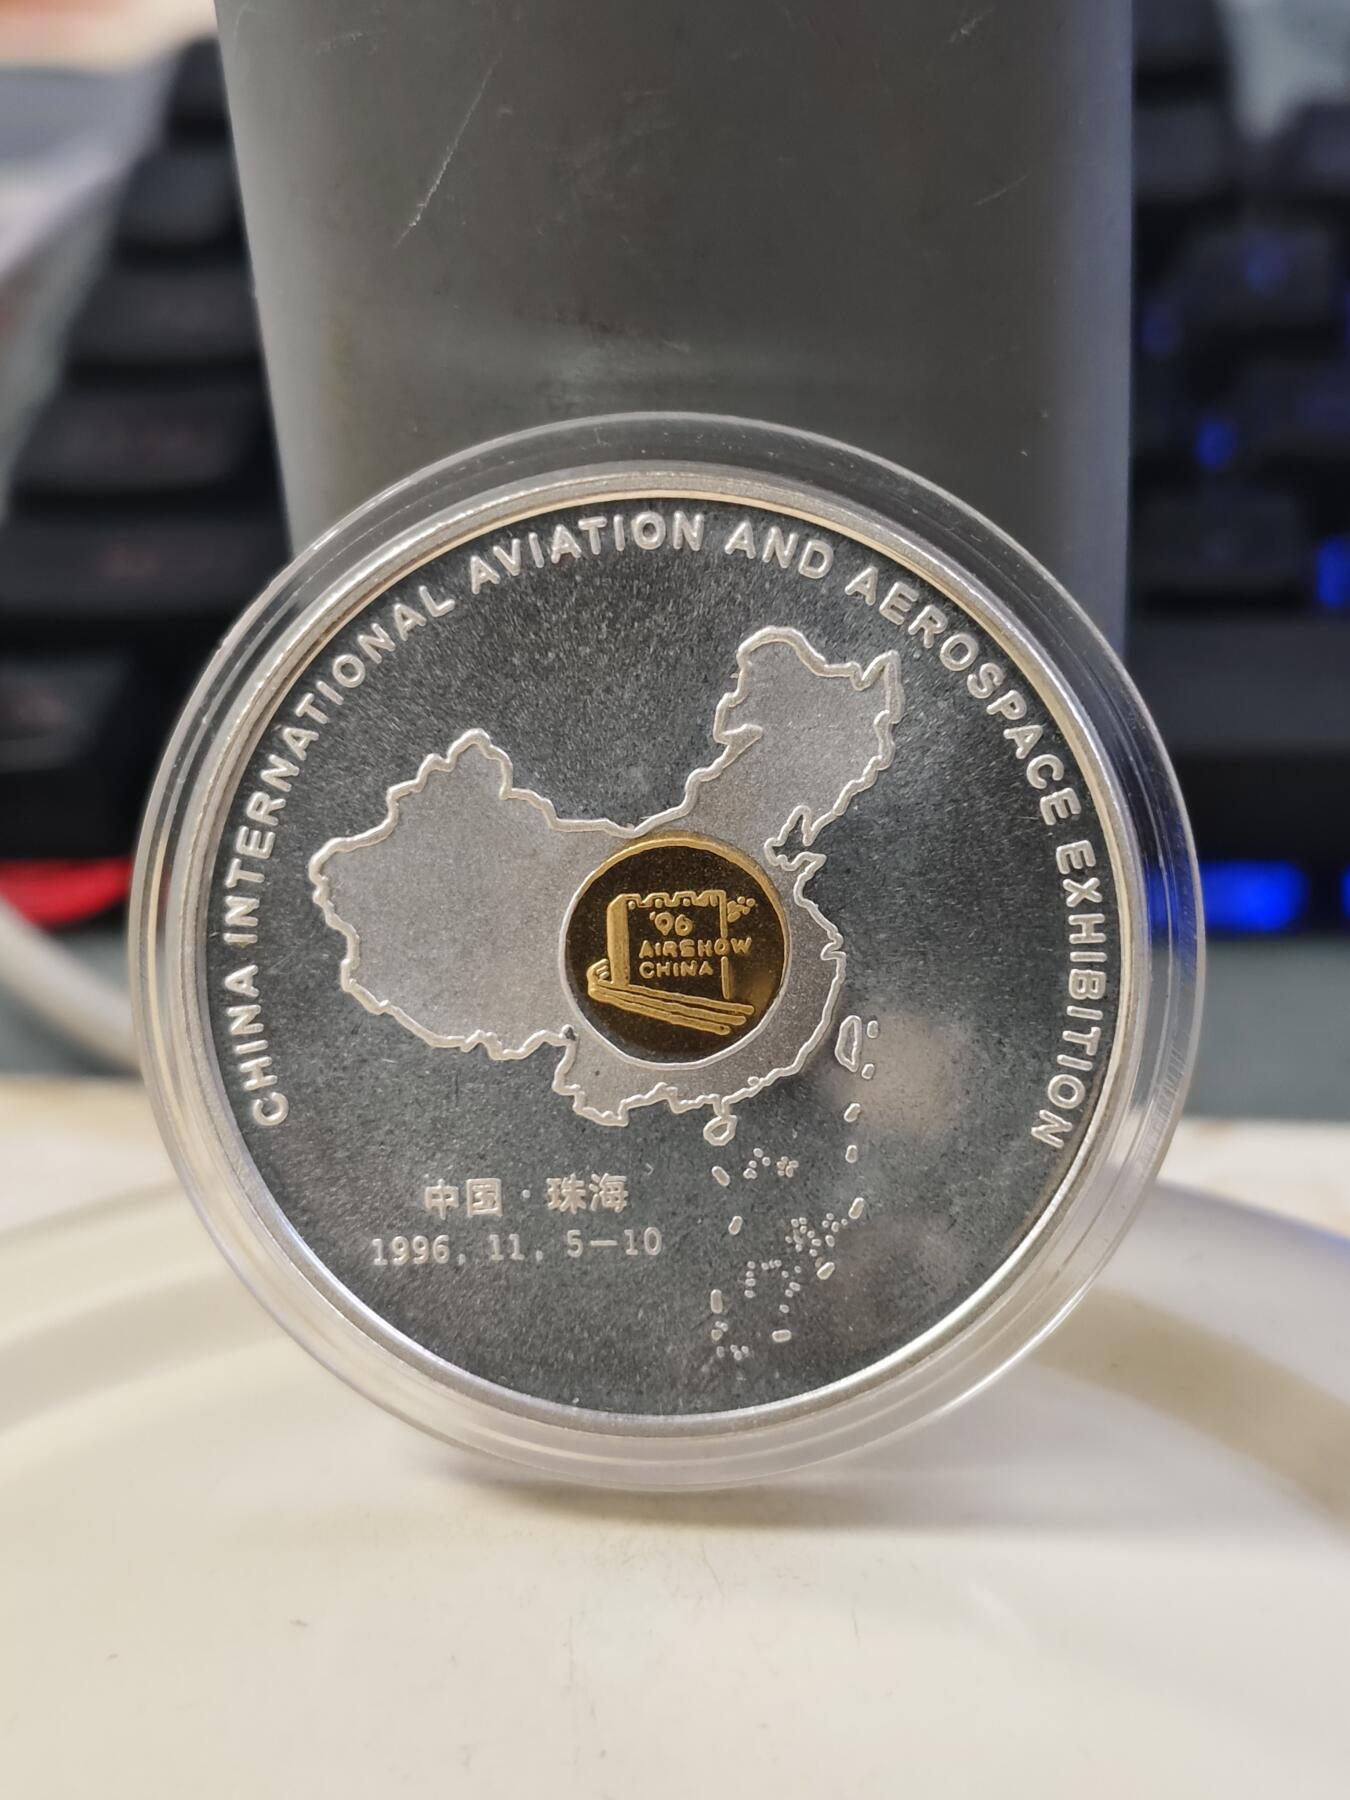 CHINA INTERNATIONAL AVIATION AND AEROSPACE EXHIBITION
'96
AIRSHOW
CHINA
中国·珠海
1996. 11. 5—10